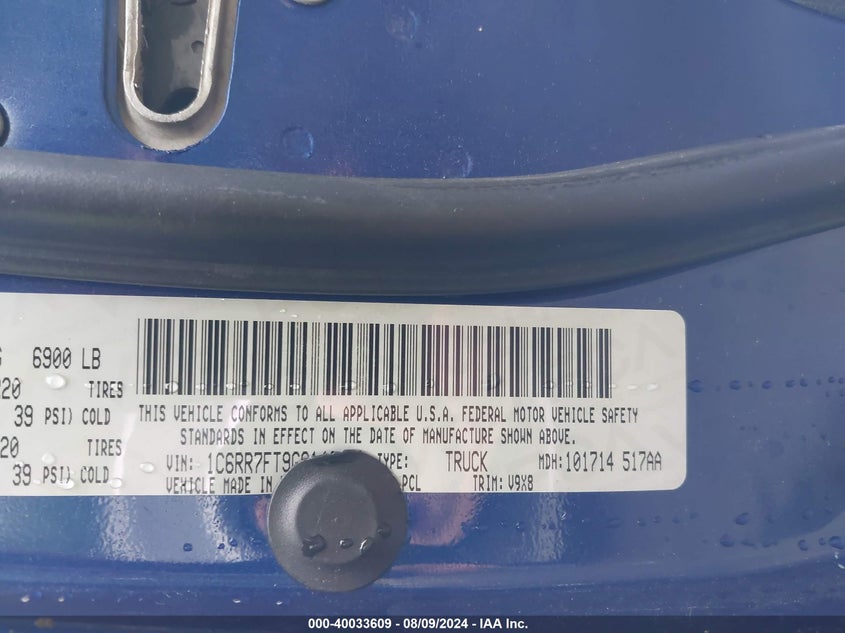 6900 LB
20 TIRES
39 PSI) COLD
20 TIRES
39 PSI) COLD
THIS VEHICLE CONFORMS TO ALL APPLICABLE U.S.A. FEDERAL MOTOR VEHICLE SAFETY
STANDARDS IN EFFECT ON THE DATE OF MANUFACTURE SHOWN ABOVE.
VIN: TYPE: TRUCK MDH: 101714 517AA
VEHICLE MADE IN PCL TRIM: V9X8
000-40033609 - 08/09/2024 - IAA Inc.